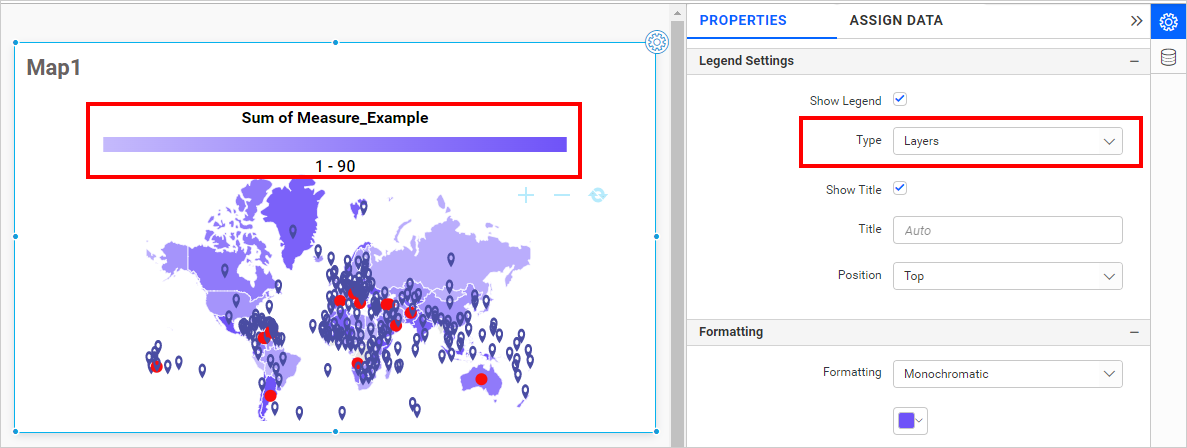 PROPERTIES
ASSIGN DATA
Map1
Sum of Measure_Example
1 - 90
Legend Settings
Show Legend
Type
Layers
Show Title
Title
Auto
Position
Top
Formatting
Formatting
Monochromatic